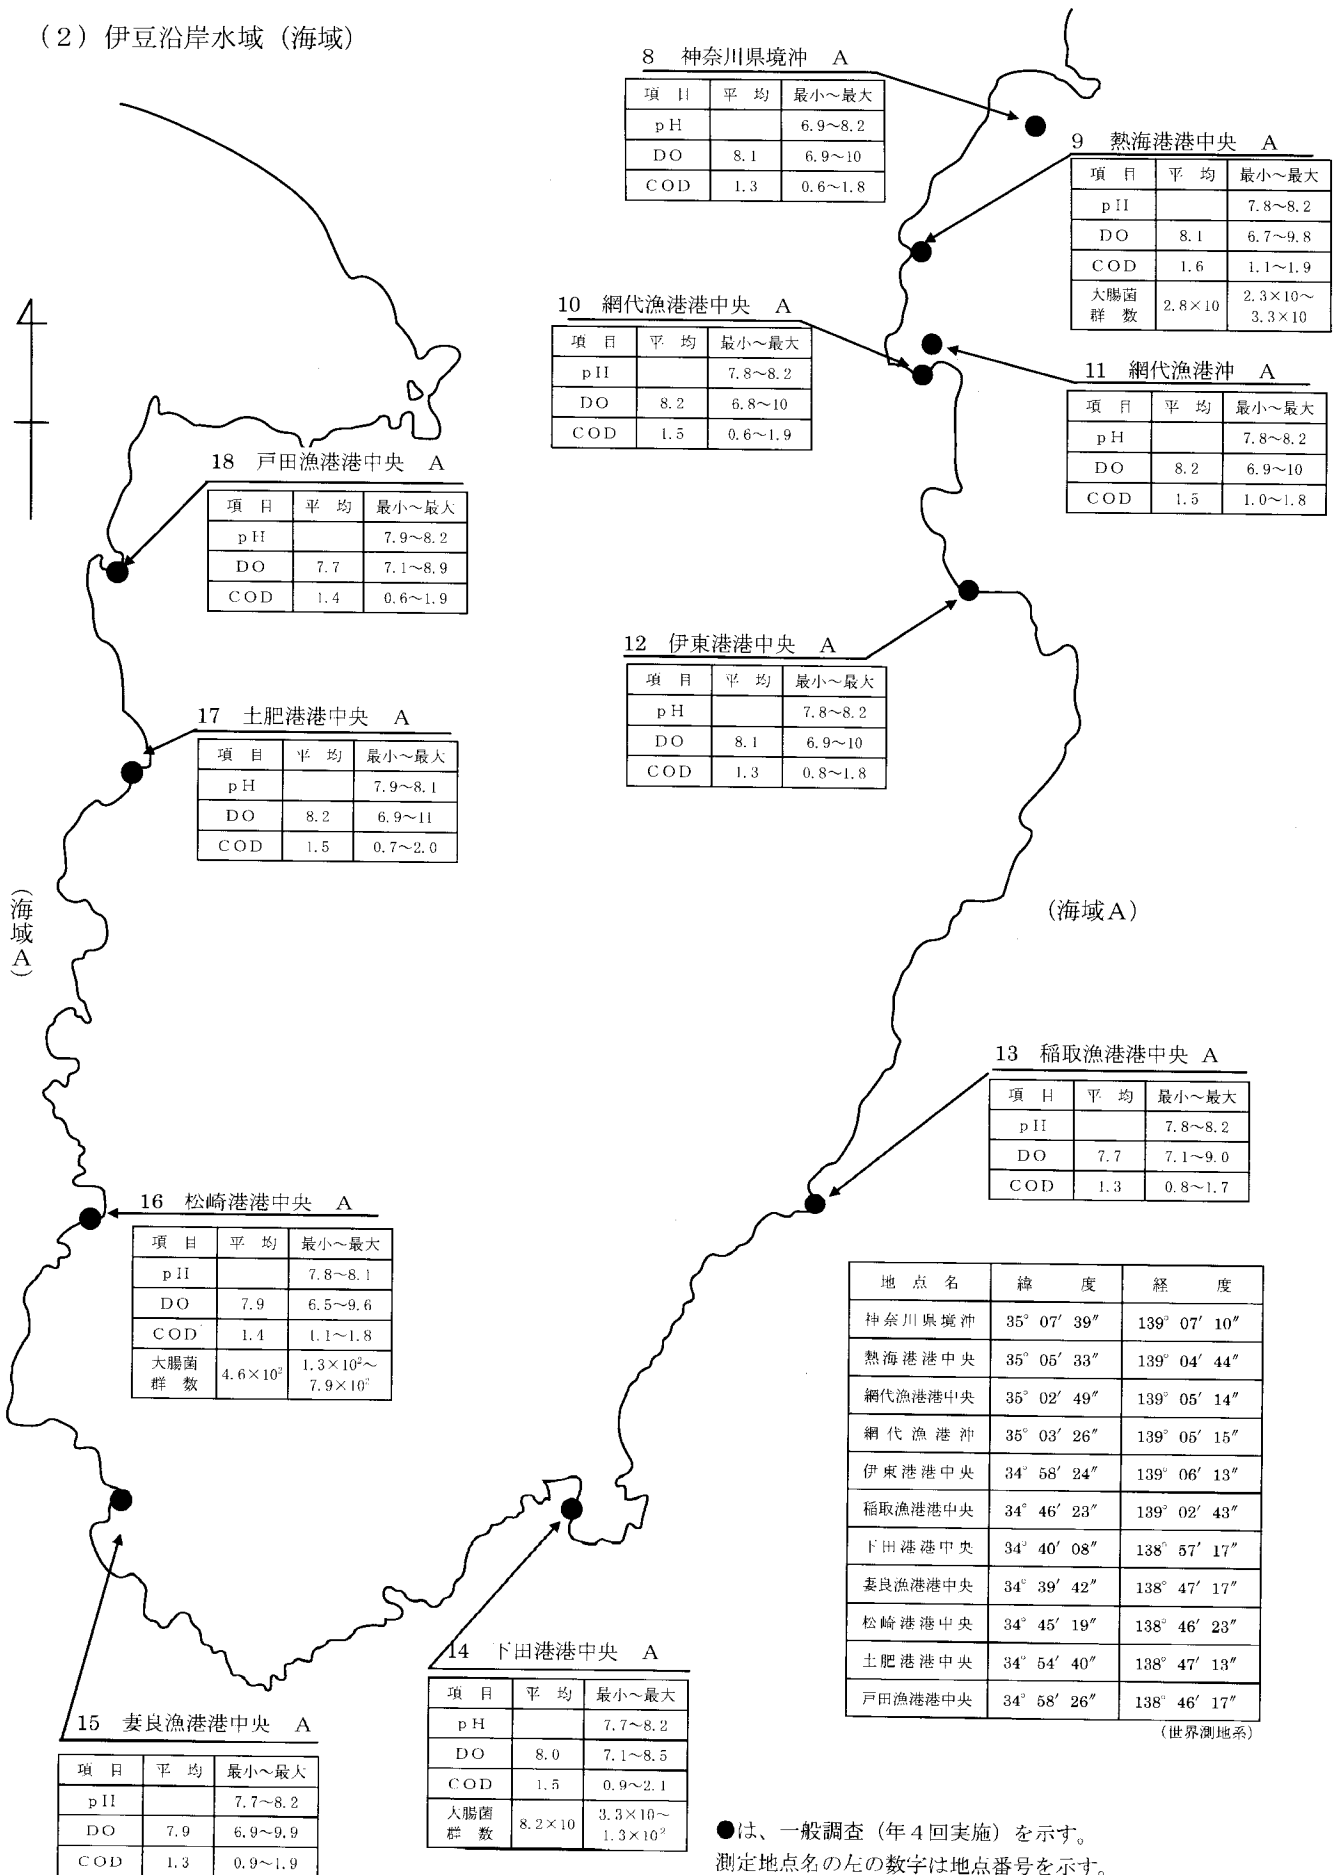 (2) 伊豆沿岸水域 (海域)
8 神奈川県境沖 A
項 目 平 均 最小～最大
pH 6.9～8.2
DO 8.1 6.9～10
COD 1.3 0.6～1.8
9 熱海港港中央 A
項 目 平 均 最小～最大
pH 7.8～8.2
DO 8.1 6.7～9.8
COD 1.6 1.1～1.9
大腸菌群数 2.8×10 2.3×10～3.3×10
10 網代漁港港中央 A
項 目 平 均 最小～最大
pH 7.8～8.2
DO 8.2 6.8～10
COD 1.5 0.6～1.9
11 網代漁港沖 A
項 目 平 均 最小～最大
pH 7.8～8.2
DO 8.2 6.9～10
COD 1.5 1.0～1.8
18 戸田漁港港中央 A
項 目 平 均 最小～最大
pH 7.9～8.2
DO 7.7 7.1～8.9
COD 1.4 0.6～1.9
12 伊東港港中央 A
項 目 平 均 最小～最大
pH 7.8～8.2
DO 8.1 6.9～10
COD 1.3 0.8～1.8
17 土肥港港中央 A
項 目 平 均 最小～最大
pH 7.9～8.1
DO 8.2 6.9～11
COD 1.5 0.7～2.0
(海域A)
(海域A)
13 稲取漁港港中央 A
項 目 平 均 最小～最大
pH 7.8～8.2
DO 7.7 7.1～9.0
COD 1.3 0.8～1.7
16 松崎港港中央 A
項 目 平 均 最小～最大
pH 7.8～8.1
DO 7.9 6.5～9.6
COD 1.4 1.1～1.8
大腸菌群数 4.6×10² 1.3×10²～7.9×10²
地 点 名 緯 度 経 度
神奈川県境沖 35° 07′ 39″ 139° 07′ 10″
熱海港港中央 35° 05′ 33″ 139° 04′ 44″
網代漁港港中央 35° 02′ 49″ 139° 05′ 14″
網代漁港沖 35° 03′ 26″ 139° 05′ 15″
伊東港港中央 34° 58′ 24″ 139° 06′ 13″
稲取漁港港中央 34° 46′ 23″ 139° 02′ 43″
下田港港中央 34° 40′ 08″ 138° 57′ 17″
妻良漁港港中央 34° 39′ 42″ 138° 47′ 17″
松崎港港中央 34° 45′ 19″ 138° 46′ 23″
土肥港港中央 34° 54′ 40″ 138° 47′ 13″
戸田漁港港中央 34° 58′ 26″ 138° 46′ 17″
(世界測地系)
14 下田港港中央 A
項 目 平 均 最小～最大
pH 7.7～8.2
DO 8.0 7.1～8.5
COD 1.5 0.9～2.1
大腸菌群数 8.2×10 3.3×10～1.3×10²
15 妻良漁港港中央 A
項 目 平 均 最小～最大
pH 7.7～8.2
DO 7.9 6.9～9.9
COD 1.3 0.9～1.9
●は、一般調査（年4回実施）を示す。
測定地点名の左の数字は地点番号を示す。